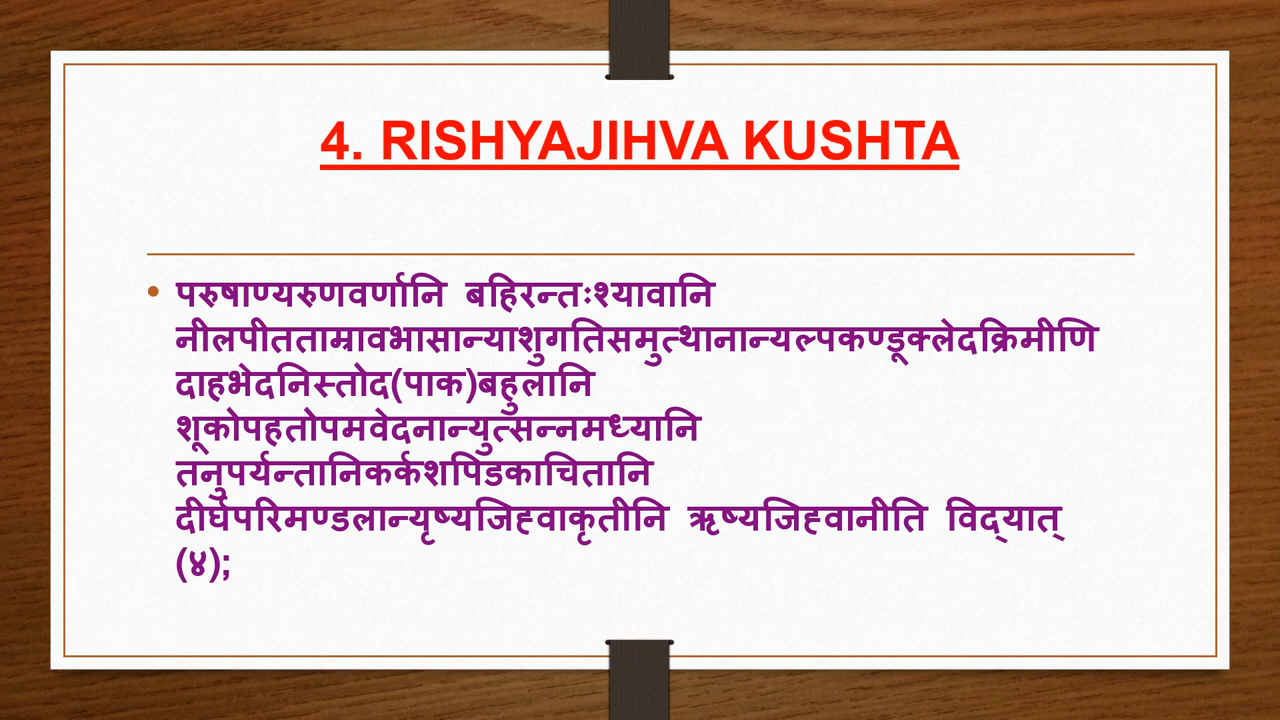 4. RISHYAJIHVA KUSHTA
• परुषाण्यरुणवर्णानि बहिरन्तःश्यावानि
नीलपीतताम्रावभासान्याशुगतिसमुत्थानान्यल्पकण्डूक्लेदक्रिमीणि
दाहभेदनिस्तोद(पाक)बहुलानि
शूकोपहतोपमवेदनान्युत्सन्नमध्यानि
तनुपर्यन्तानिकर्कशपिडकाचितानि
दीर्घपरिमण्डलान्यृष्यजिह्वाकृतीनि ऋष्यजिह्वानीति विद्यात्
(४);